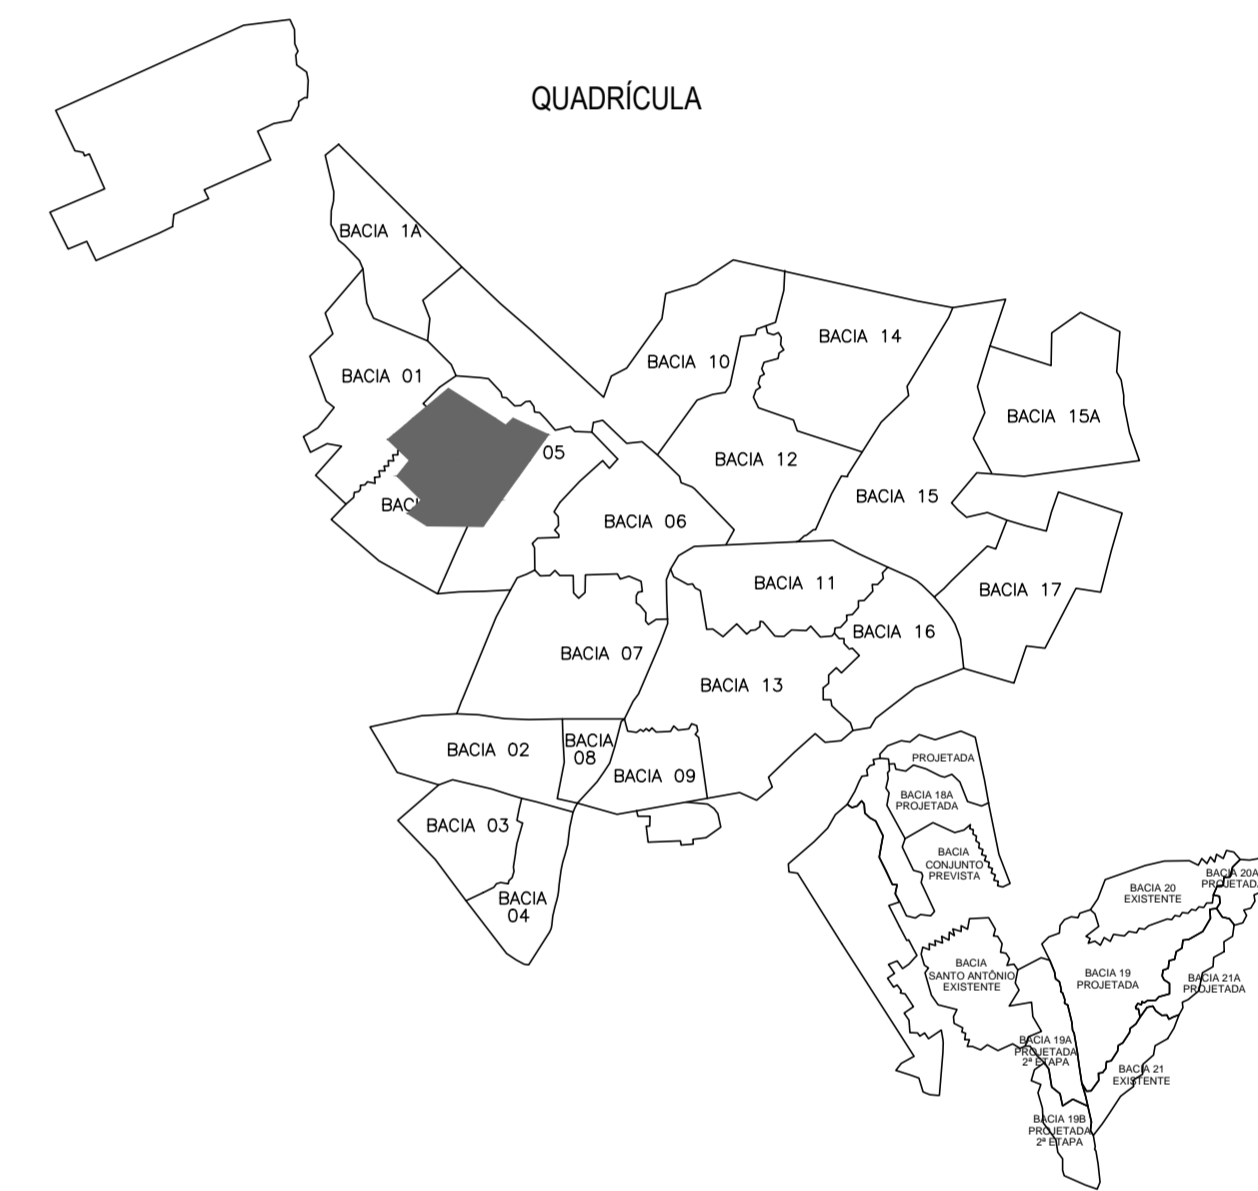 QUADRÍCULA
BACIA 1A
BACIA 14
BACIA 10
BACIA 01
BACIA 15A
05
BACIA 12
BACIA 15
BACIA 06
BACIA 11
BACIA 17
BACIA 16
BACIA 07
BACIA 13
BACIA 02
BACIA
08
BACIA 09
BACIA 03
BACIA
04
PROJETADA
BACIA 18A
PROJETADA
BACIA
CONJUNTO
PREVISTA
BACIA 20
EXISTENTE
BACIA 20A
BACIA
SANTO ANTÔNIO
EXISTENTE
BACIA 19
PROJETADA
BACIA 21A
PROJETADA
BACIA 19A
PROJETADA
2ª ETAPA
BACIA 21
EXISTENTE
BACIA 19B
PROJETADA
2ª ETAPA